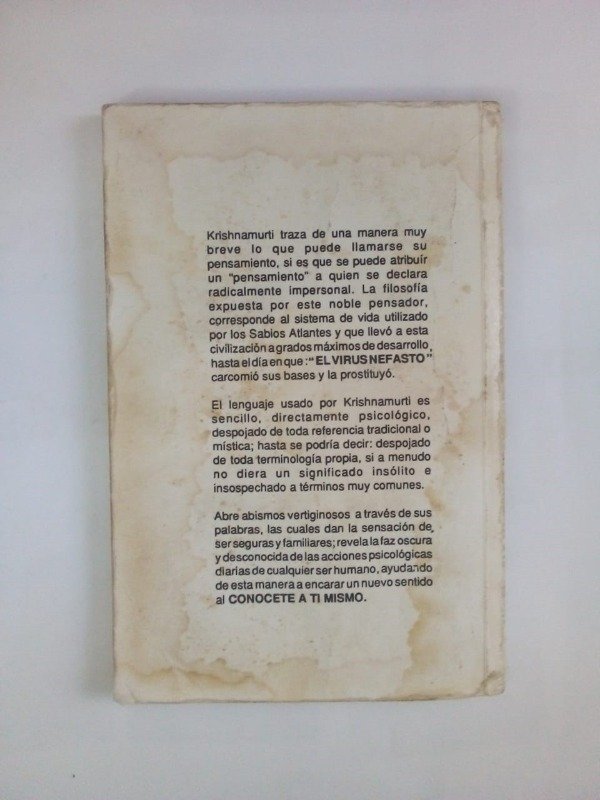 Krishnamurti traza de una manera muy
breve lo que puede llamarse su
pensamiento, si es que se puede atribuír
un "pensamiento" a quien se declara
radicalmente impersonal. La filosofía
expuesta por este noble pensador,
corresponde al sistema de vida utilizado
por los Sabios Atlantes y que llevó a esta
civilización a grados máximos de desarrollo,
hasta el día en que :"EL VIRUS NEFASTO"
carcomió sus bases y la prostituyó.
El lenguaje usado por Krishnamurti es
sencillo, directamente psicológico,
despojado de toda referencia tradicional o
mística; hasta se podría decir: despojado
de toda terminología propia, si a menudo
no diera un significado insólito e
insospechado a términos muy comunes.
Abre abismos vertiginosos a través de sus
palabras, las cuales dan la sensación de,
ser seguras y familiares; revela la faz oscura
y desconocida de las acciones psicológicas
diarias de cualquier ser humano, ayudando
de esta manera a encarar un nuevo sentido
al CONOCETE A TI MISMO.